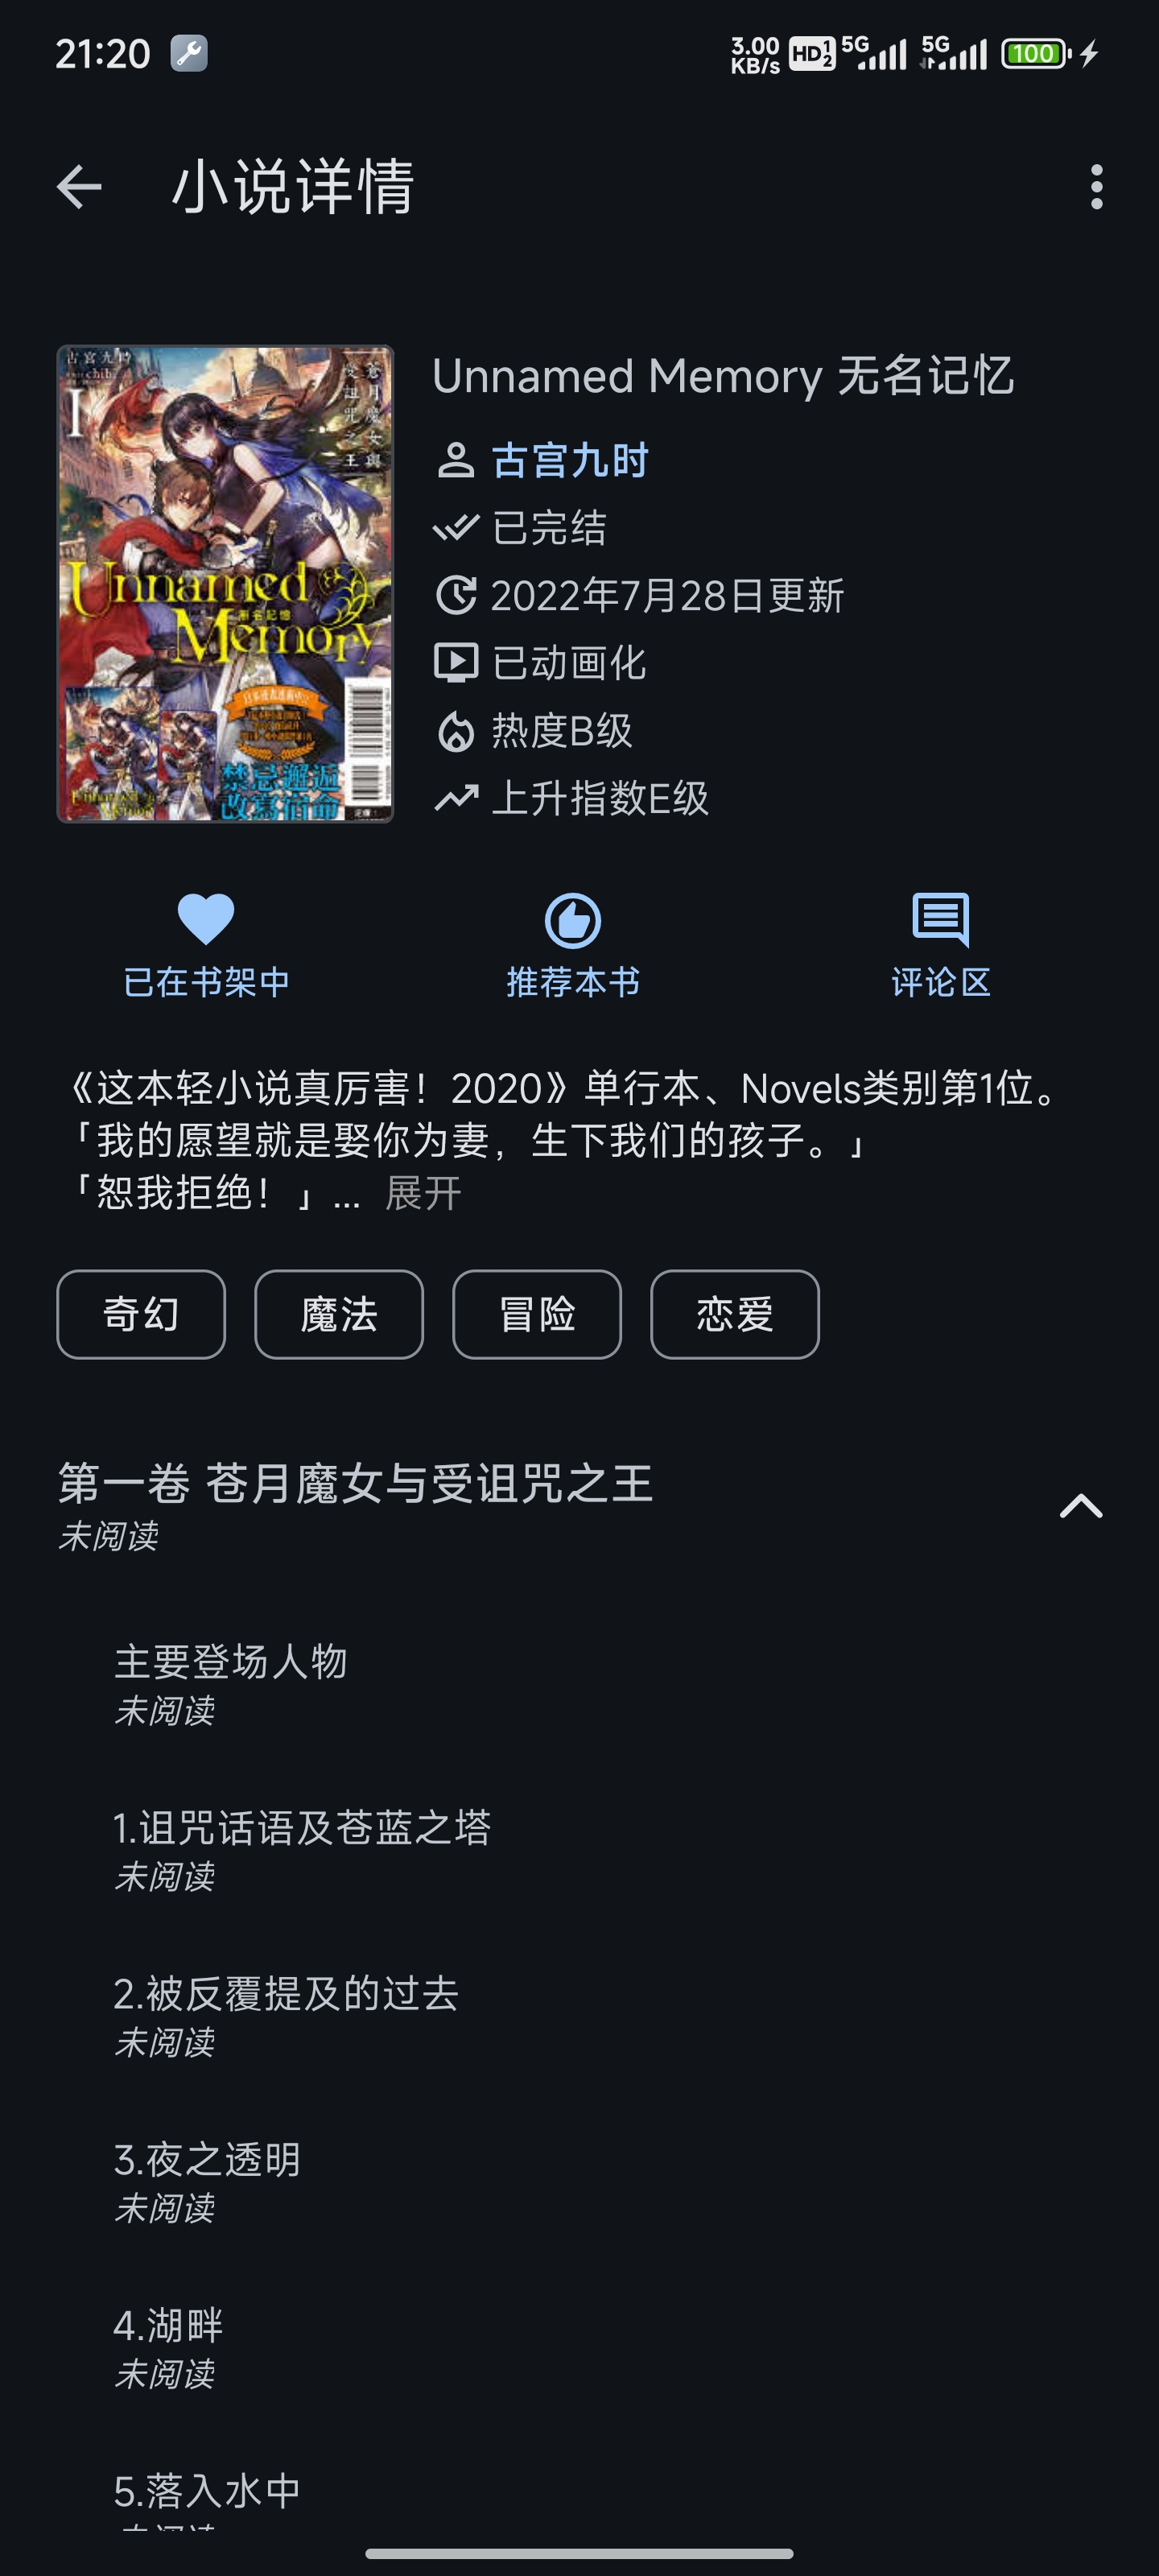 21:20
3.00 KB/s HD 1 2 5G 5G 100
小说详情
古宮九時
chibi
I
蒼月魔女與
受詛咒之王
Unnamed
無名記憶
Memory
禁忌邂逅
改寫宿命
Unnamed Memory 无名记忆
古宫九时
已完结
2022年7月28日更新
已动画化
热度B级
上升指数E级
已在书架中
推荐本书
评论区
《这本轻小说真厉害！2020》单行本、Novels类别第1位。
「我的愿望就是娶你为妻，生下我们的孩子。」
「恕我拒绝！」... 展开
奇幻
魔法
冒险
恋爱
第一卷 苍月魔女与受诅咒之王
未阅读
主要登场人物
未阅读
1.诅咒话语及苍蓝之塔
未阅读
2.被反覆提及的过去
未阅读
3.夜之透明
未阅读
4.湖畔
未阅读
5.落入水中